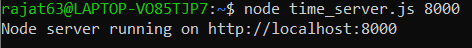 rajat63@LAPTOP-VO85TJP7:~$ node time_server.js 8000
Node server running on http://localhost:8000